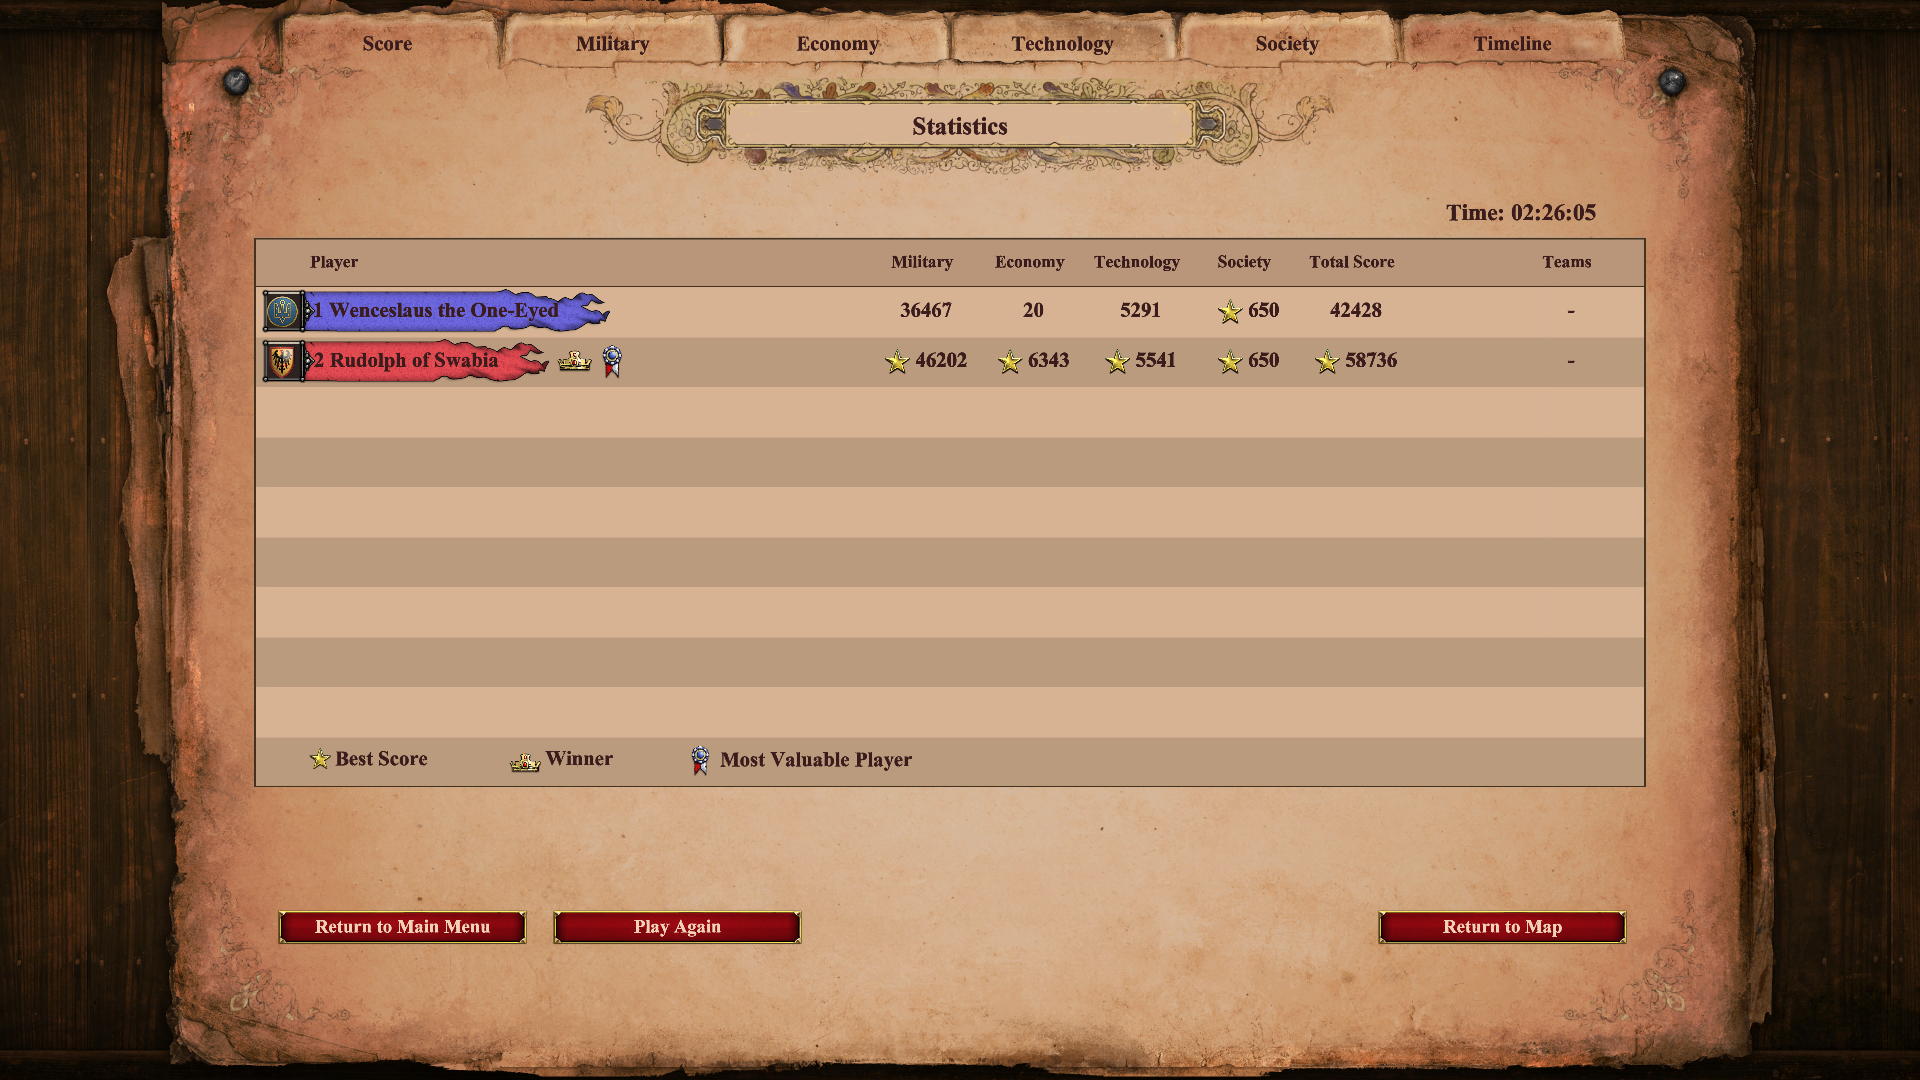 Score Military Economy Technology Society Timeline
Statistics
Time: 02:26:05
Player Military Economy Technology Society Total Score Teams
1 Wenceslaus the One-Eyed 36467 20 5291 650 42428 -
2 Rudolph of Swabia 46202 6343 5541 650 58736 -
Best Score Winner Most Valuable Player
Return to Main Menu Play Again Return to Map